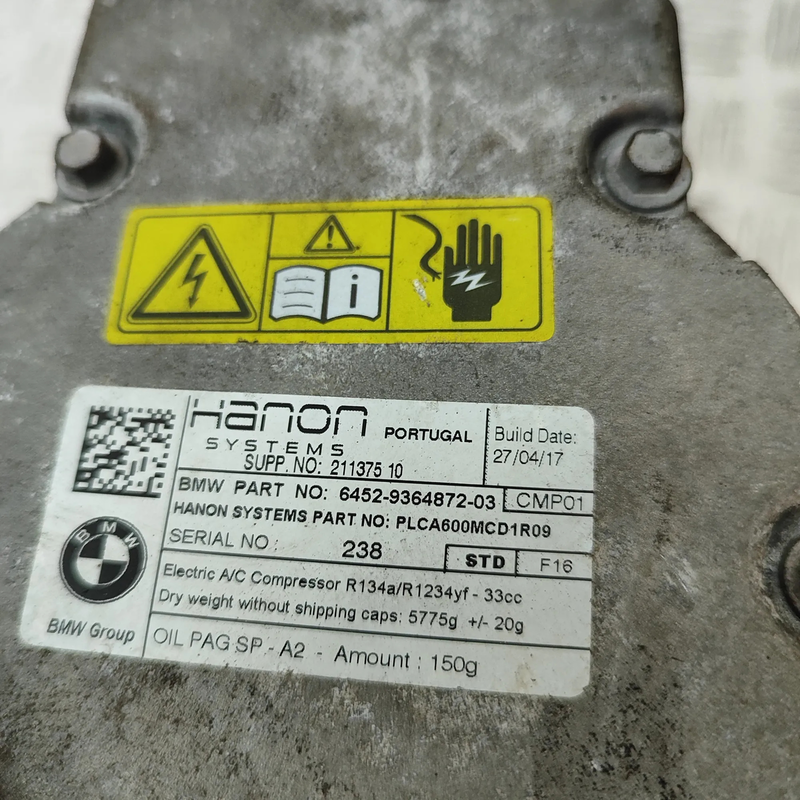 i
Hanon
SYSTEMS
PORTUGAL
Build Date:
27/04/17
SUPP. NO: 211375 10
BMW PART NO: 6452-9364872-03 CMP01
HANON SYSTEMS PART NO: PLCA600MCD1R09
SERIAL NO : 238 STD F16
Electric A/C Compressor R134a/R1234yf - 33cc
Dry weight without shipping caps: 5775g +/- 20g
OIL PAG SP - A2 - Amount : 150g
BMW
BMW Group